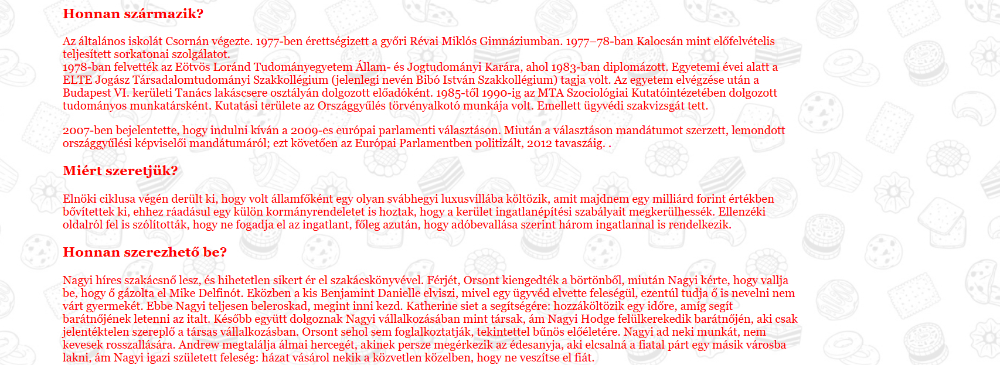 Honnan származik?
Az általános iskolát Csornán végezte. 1977-ben érettségizett a győri Révai Miklós Gimnáziumban. 1977–78-ban Kalocsán mint előfelvételis
teljesített sorkatonai szolgálatot.
1978-ban felvették az Eötvös Loránd Tudományegyetem Állam- és Jogtudományi Karára, ahol 1983-ban diplomázott. Egyetemi évei alatt a
ELTE Jogász Társadalomtudományi Szakkollégium (jelenlegi nevén Bibó István Szakkollégium) tagja volt. Az egyetem elvégzése után a
Budapest VI. kerületi Tanács lakáscsere osztályán dolgozott előadóként. 1985-től 1990-ig az MTA Szociológiai Kutatóintézetében dolgozott
tudományos munkatársként. Kutatási területe az Országgyűlés törvényalkotó munkája volt. Emellett ügyvédi szakvizsgát tett.
2007-ben bejelentette, hogy indulni kíván a 2009-es európai parlamenti választáson. Miután a választáson mandátumot szerzett, lemondott
országgyűlési képviselői mandátumáról; ezt követően az Európai Parlamentben politizált, 2012 tavaszáig. .
Miért szeretjük?
Elnöki ciklusa végén derült ki, hogy volt államfőként egy olyan svábhegyi luxusvillába költözik, amit majdnem egy milliárd forint értékben
bővítettek ki, ehhez ráadásul egy külön kormányrendeletet is hoztak, hogy a kerület ingatlanépítési szabályait megkerülhessék. Ellenzéki
oldalról fel is szólították, hogy ne fogadja el az ingatlant, főleg azután, hogy adóbevallása szerint három ingatlannal is rendelkezik.
Honnan szerezhető be?
Nagyi híres szakácsnő lesz, és hihetetlen sikert ér el szakácskönyvével. Férjét, Orsont kiengedték a börtönből, miután Nagyi kérte, hogy vallja
be, hogy ő gázolta el Mike Delfinót. Eközben a kis Benjamint Danielle elviszi, mivel egy ügyvéd elvette feleségül, ezentúl tudja ő is nevelni nem
várt gyermekét. Ebbe Nagyi teljesen beleroskad, megint inni kezd. Katherine siet a segítségére: hozzáköltözik egy időre, amíg segít
barátnőjének letenni az italt. Később együtt dolgoznak Nagyi vállalkozásában mint társak, ám Nagyi Hodge felülkerekedik barátnőjén, aki csak
jelentéktelen szereplő a társas vállalkozásban. Orsont sehol sem foglalkoztatják, tekintettel bűnös előéletére. Nagyi ad neki munkát, nem
kevesek rosszallására. Andrew megtalálja álmai hercegét, akinek persze megérkezik az édesanyja, aki elcsalná a fiatal párt egy másik városba
lakni, ám Nagyi igazi született feleség: házat vásárol nekik a közvetlen közelben, hogy ne veszítse el fiát.